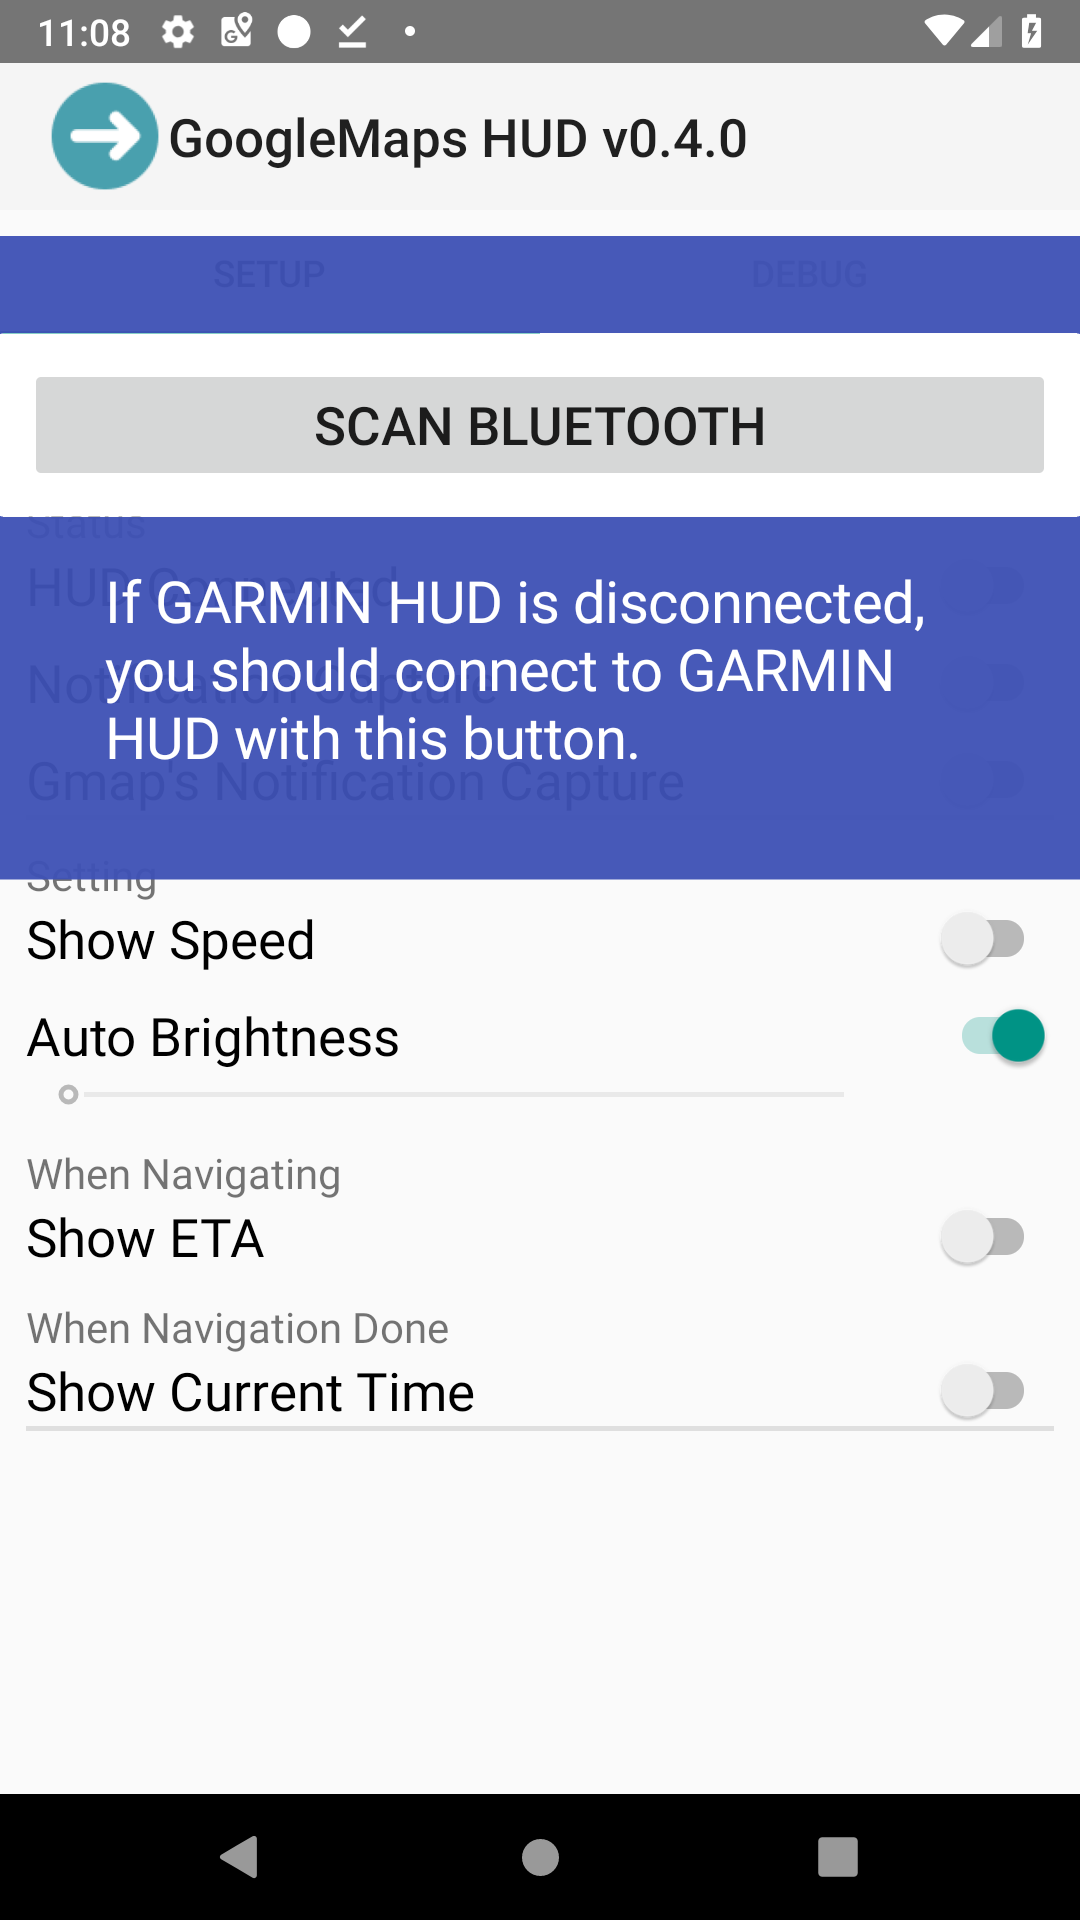 11:08
GoogleMaps HUD v0.4.0
SETUP DEBUG
SCAN BLUETOOTH
Status
HUD Connected
If GARMIN HUD is disconnected,
you should connect to GARMIN
HUD with this button.
Notification Capture
Gmap's Notification Capture
Setting
Show Speed
Auto Brightness
When Navigating
Show ETA
When Navigation Done
Show Current Time